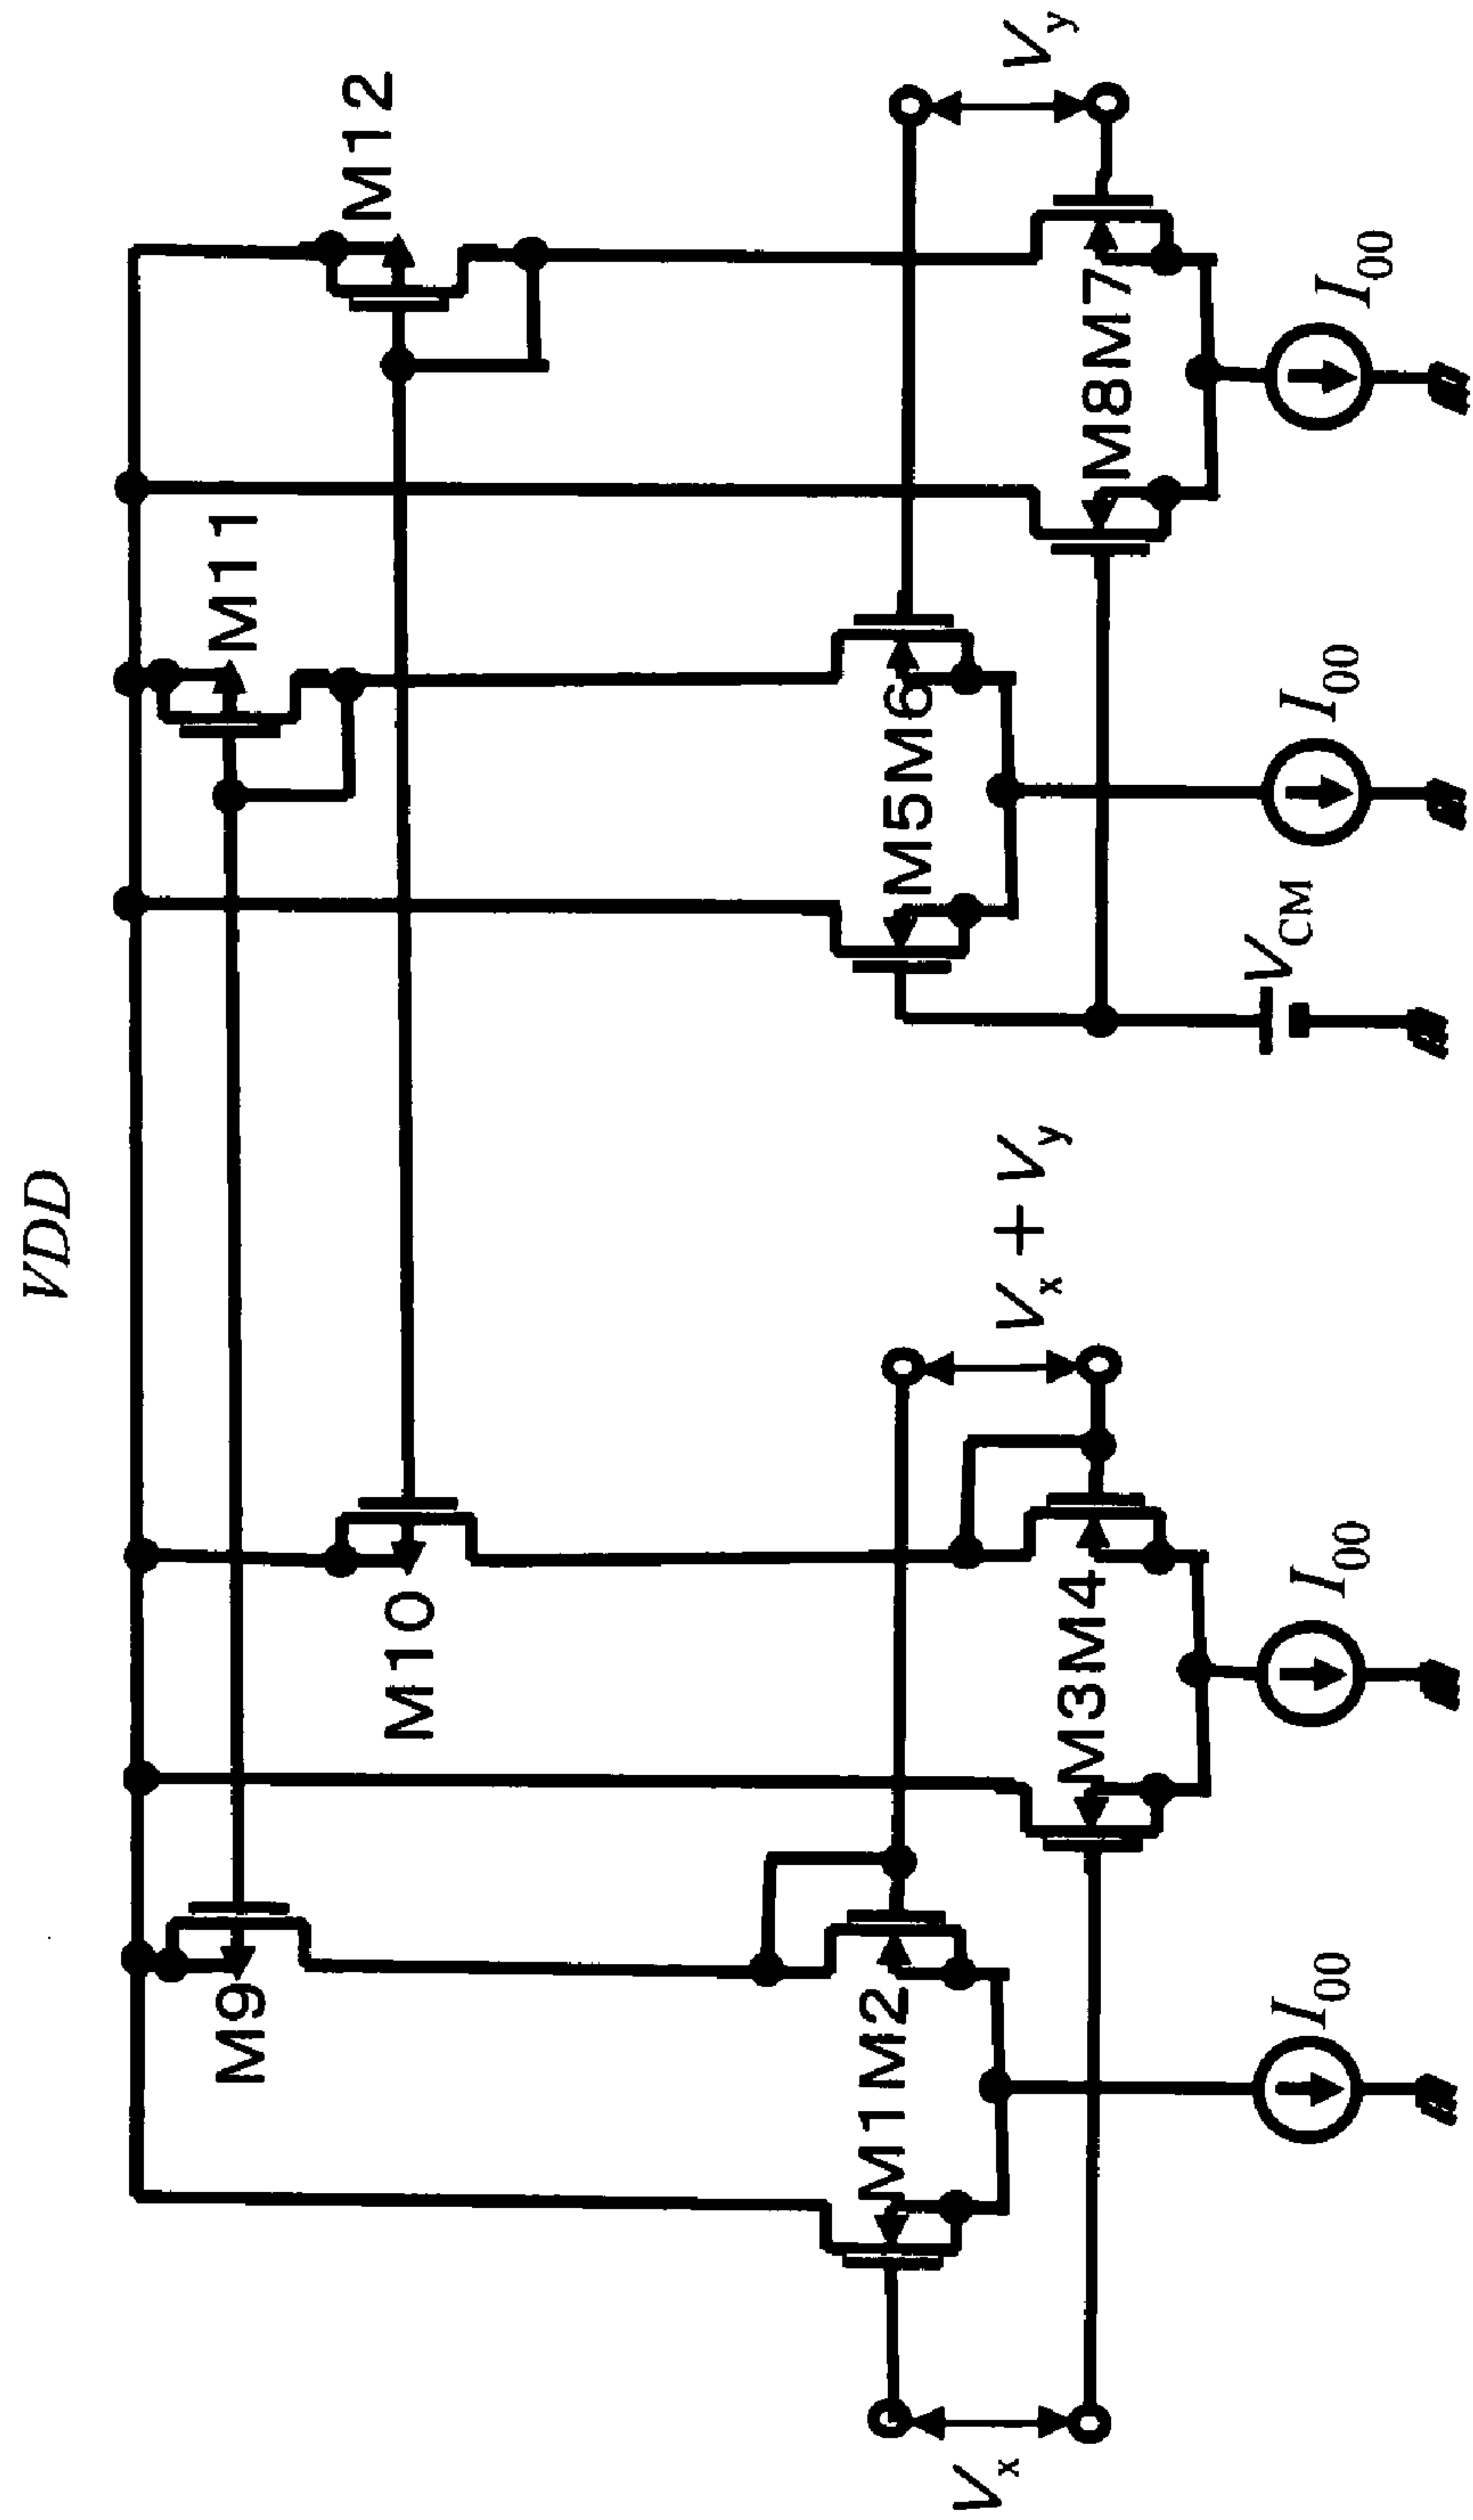 VDD
M9
M10
M11
M12
M1M2
M3M4
M5M6
M8M7
Vx
Vx + Vy
Vy
VCM
I00
I00
I00
I00